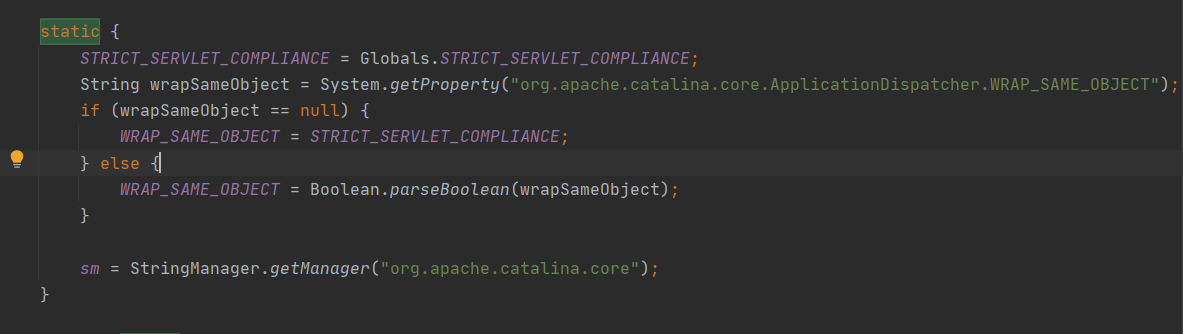 static {
    STRICT_SERVLET_COMPLIANCE = Globals.STRICT_SERVLET_COMPLIANCE;
    String wrapSameObject = System.getProperty("org.apache.catalina.core.ApplicationDispatcher.WRAP_SAME_OBJECT");
    if (wrapSameObject == null) {
        WRAP_SAME_OBJECT = STRICT_SERVLET_COMPLIANCE;
    } else {
        WRAP_SAME_OBJECT = Boolean.parseBoolean(wrapSameObject);
    }

    sm = StringManager.getManager("org.apache.catalina.core");
}